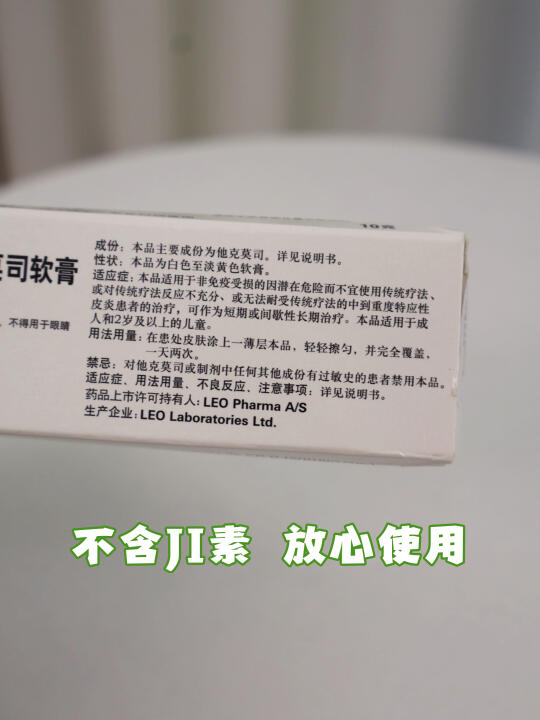 10克
成份：本品主要成份为他克莫司。详见说明书。
性状：本品为白色至淡黄色软膏。
适应症：本品适用于非免疫受损的因潜在危险而不宜使用传统疗法、
或对传统疗法反应不充分、或无法耐受传统疗法的中到重度特应性
皮炎患者的治疗，可作为短期或间歇性长期治疗。本品适用于成
人和2岁及以上的儿童。
用法用量：在患处皮肤涂上一薄层本品，轻轻擦匀，并完全覆盖，
一天两次。
禁忌：对他克莫司或制剂中任何其他成份有过敏史的患者禁用本品。
适应症、用法用量、不良反应、注意事项：详见说明书。
药品上市许可持有人：LEO Pharma A/S
生产企业：LEO Laboratories Ltd.
莫司软膏
，不得用于眼睛
不含JI素 放心使用